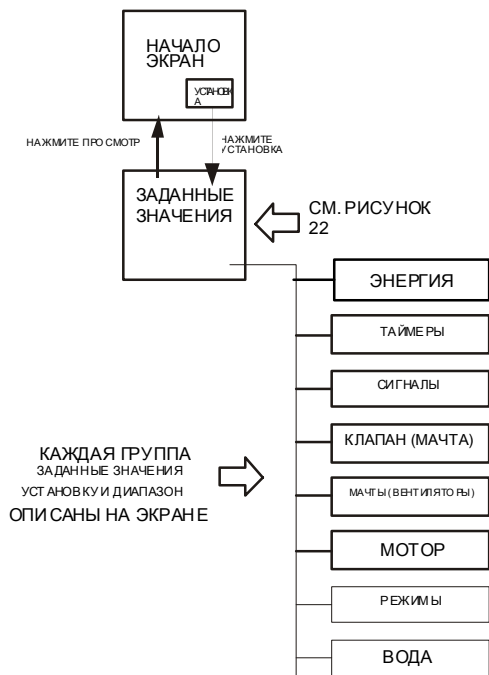 НАЧАЛО
ЭКРАН
УСТАНОВК
А
НАЖМИТЕ ПРОСМОТР
НАЖМИТЕ
УСТАНОВКА
ЗАДАННЫЕ
ЗНАЧЕНИЯ
СМ. РИСУНОК
22
ЭНЕРГИЯ
ТАЙМЕРЫ
СИГНАЛЫ
КЛАПАН (МАЧТА)
КАЖДАЯ ГРУППА
ЗАДАННЫЕ ЗНАЧЕНИЯ
УСТАНОВКУ И ДИАПАЗОН
ОПИСАНЫ НА ЭКРАНЕ
МАЧТЫ (ВЕНТИЛЯТОРЫ)
МОТОР
РЕЖИМЫ
ВОДА